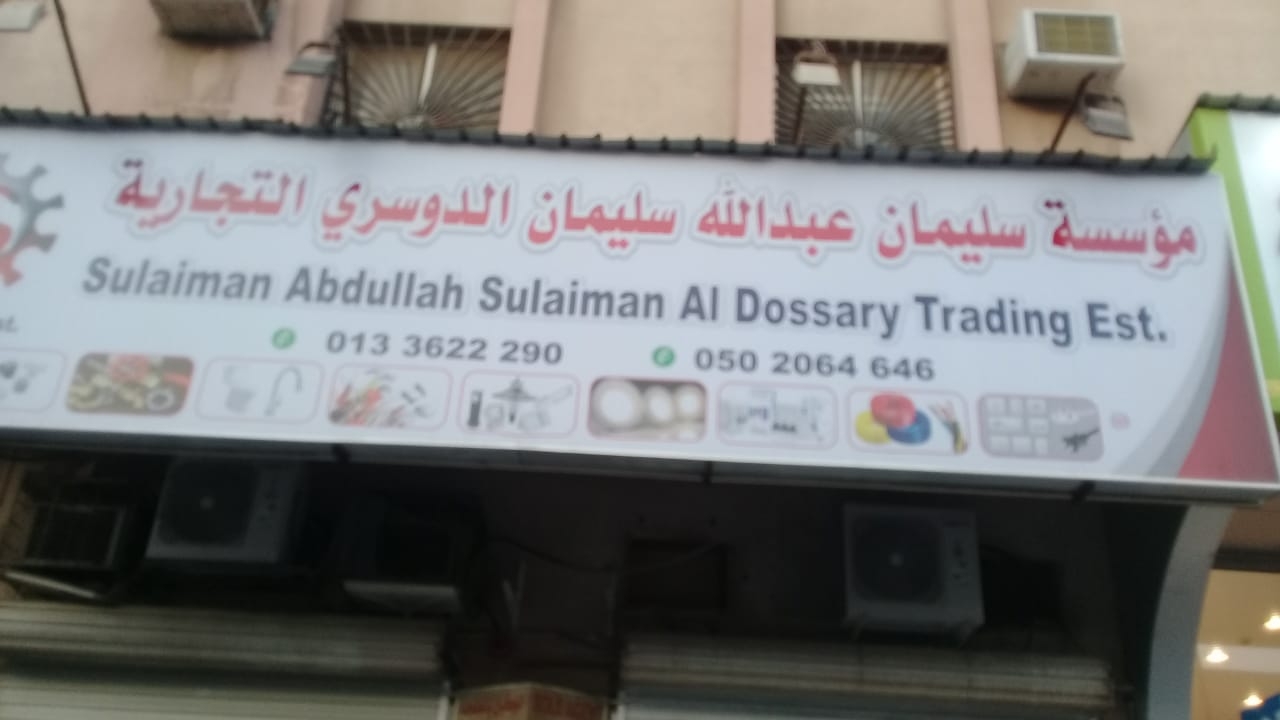 مؤسسة سليمان عبدالله سليمان الدوسري التجارية
Sulaiman Abdullah Sulaiman Al Dossary Trading Est.
013 3622 290 050 2064 646